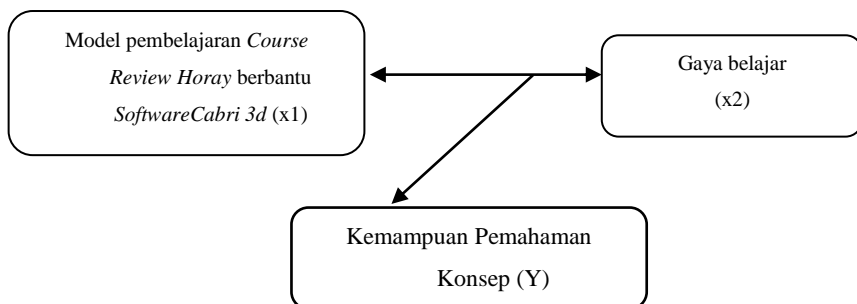 Model pembelajaran Course
Review Horay berbantu
SoftwareCabri 3d (x1)
Gaya belajar
(x2)
Kemampuan Pemahaman
Konsep (Y)